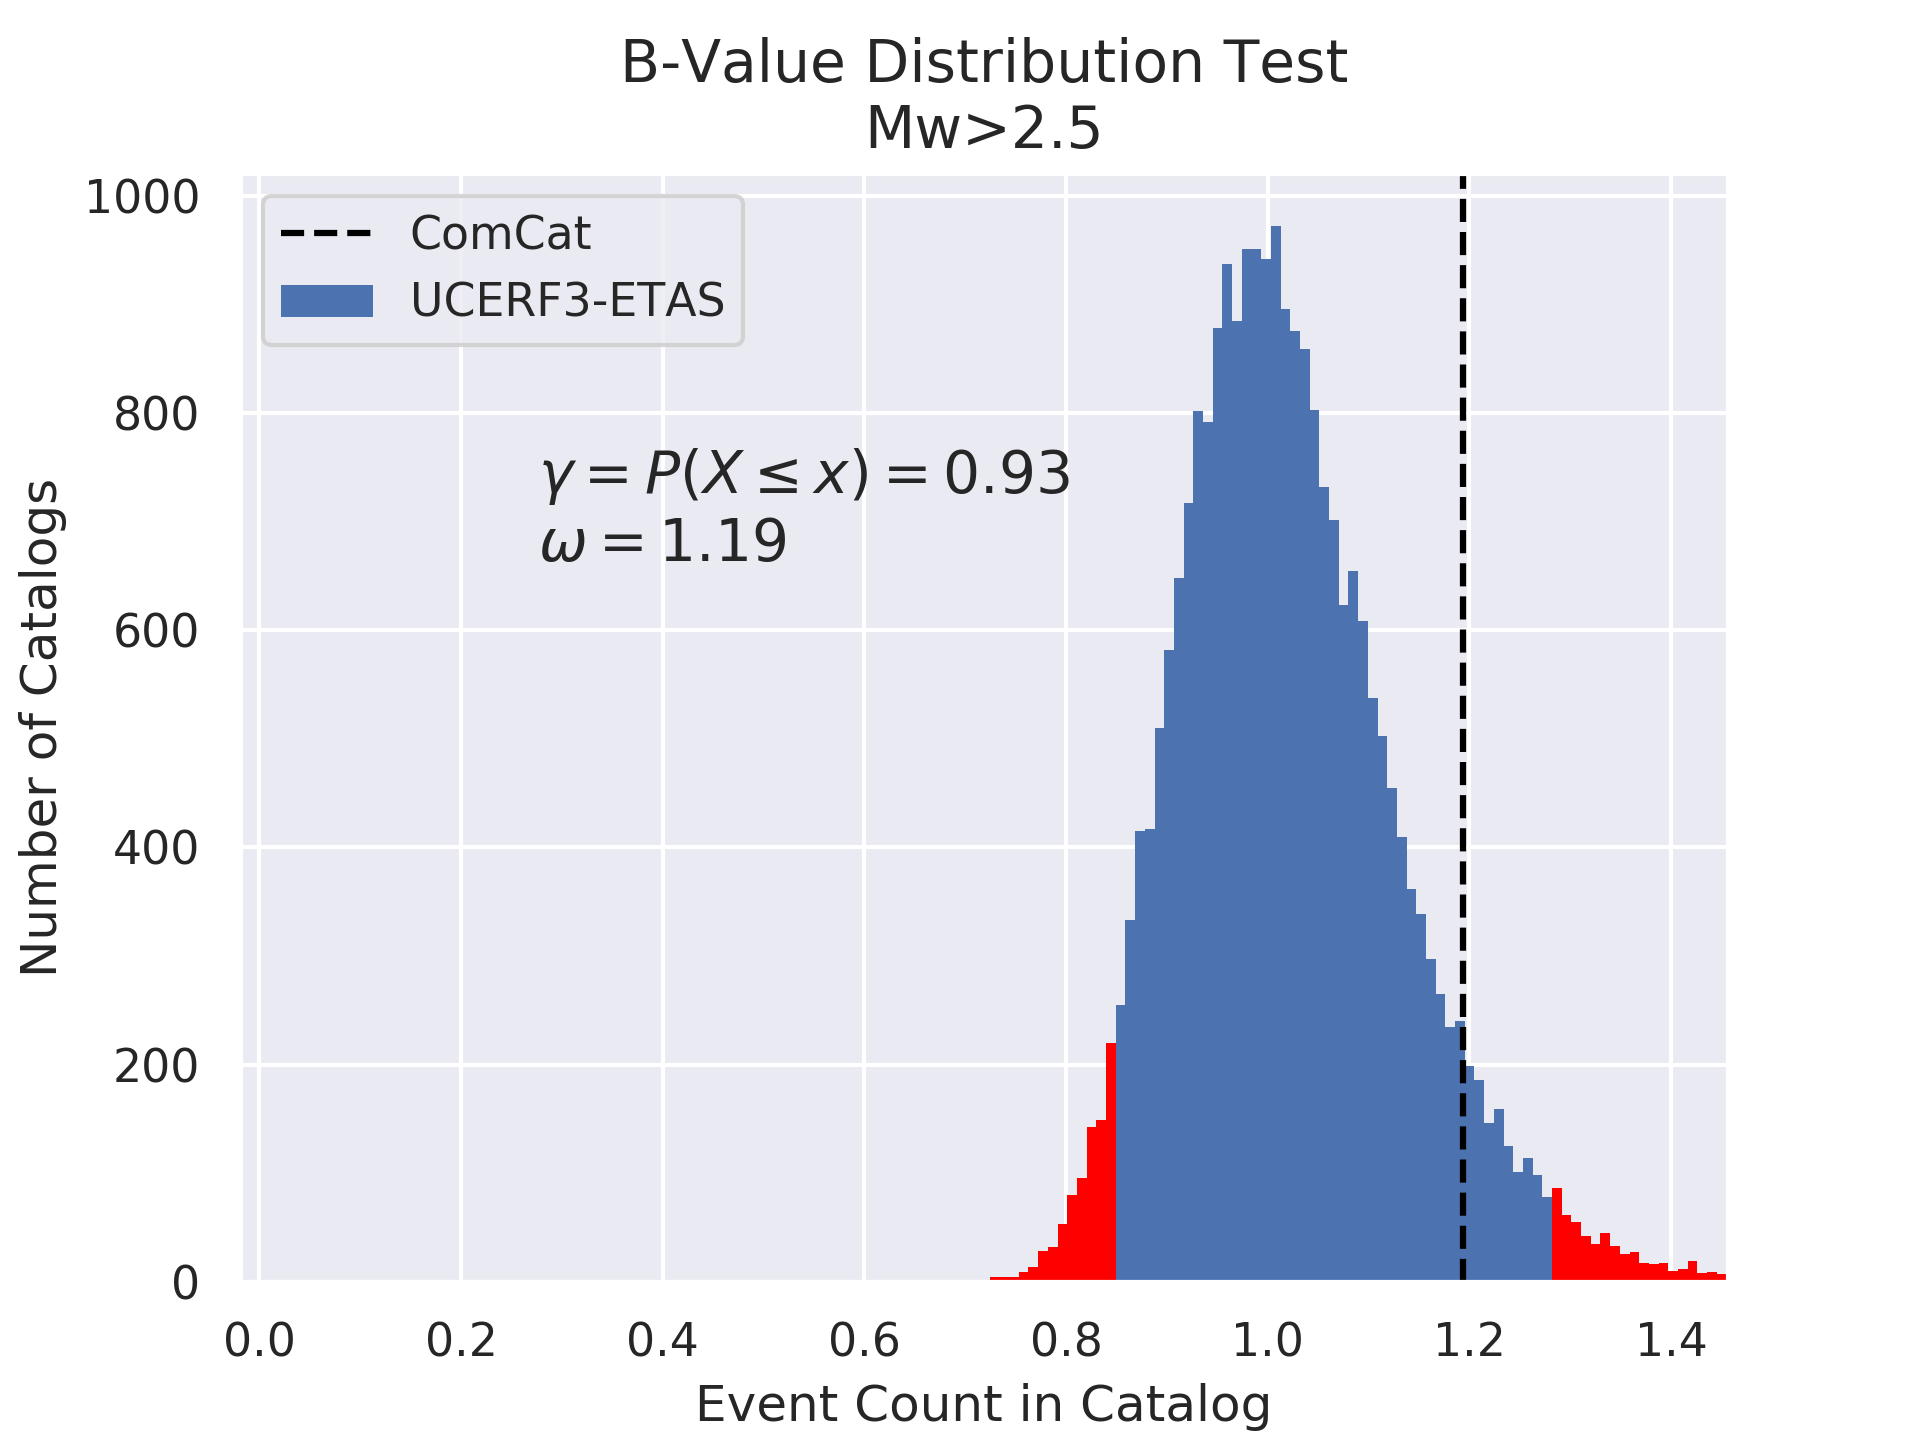 B-Value Distribution Test
Mw>2.5
1000
800
600
400
200
0
Number of Catalogs
ComCat
UCERF3-ETAS
γ = P(X ≤ x) = 0.93
ω = 1.19
0.0 0.2 0.4 0.6 0.8 1.0 1.2 1.4
Event Count in Catalog